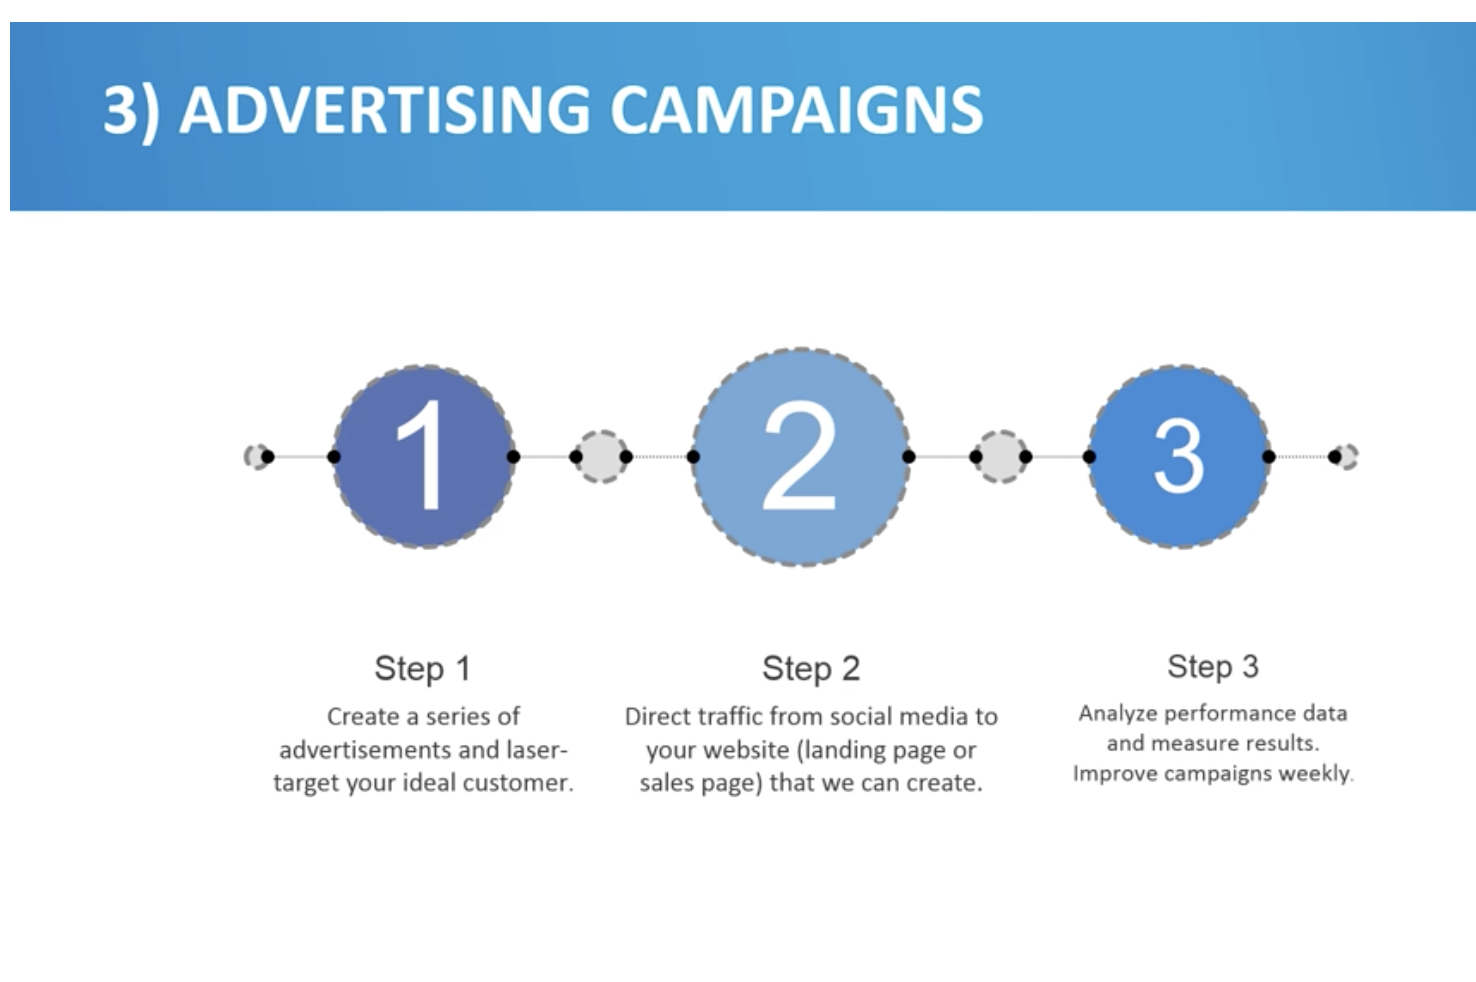 3) ADVERTISING CAMPAIGNS
1
2
3
Step 1
Create a series of
advertisements and laser-
target your ideal customer.
Step 2
Direct traffic from social media to
your website (landing page or
sales page) that we can create.
Step 3
Analyze performance data
and measure results.
Improve campaigns weekly.